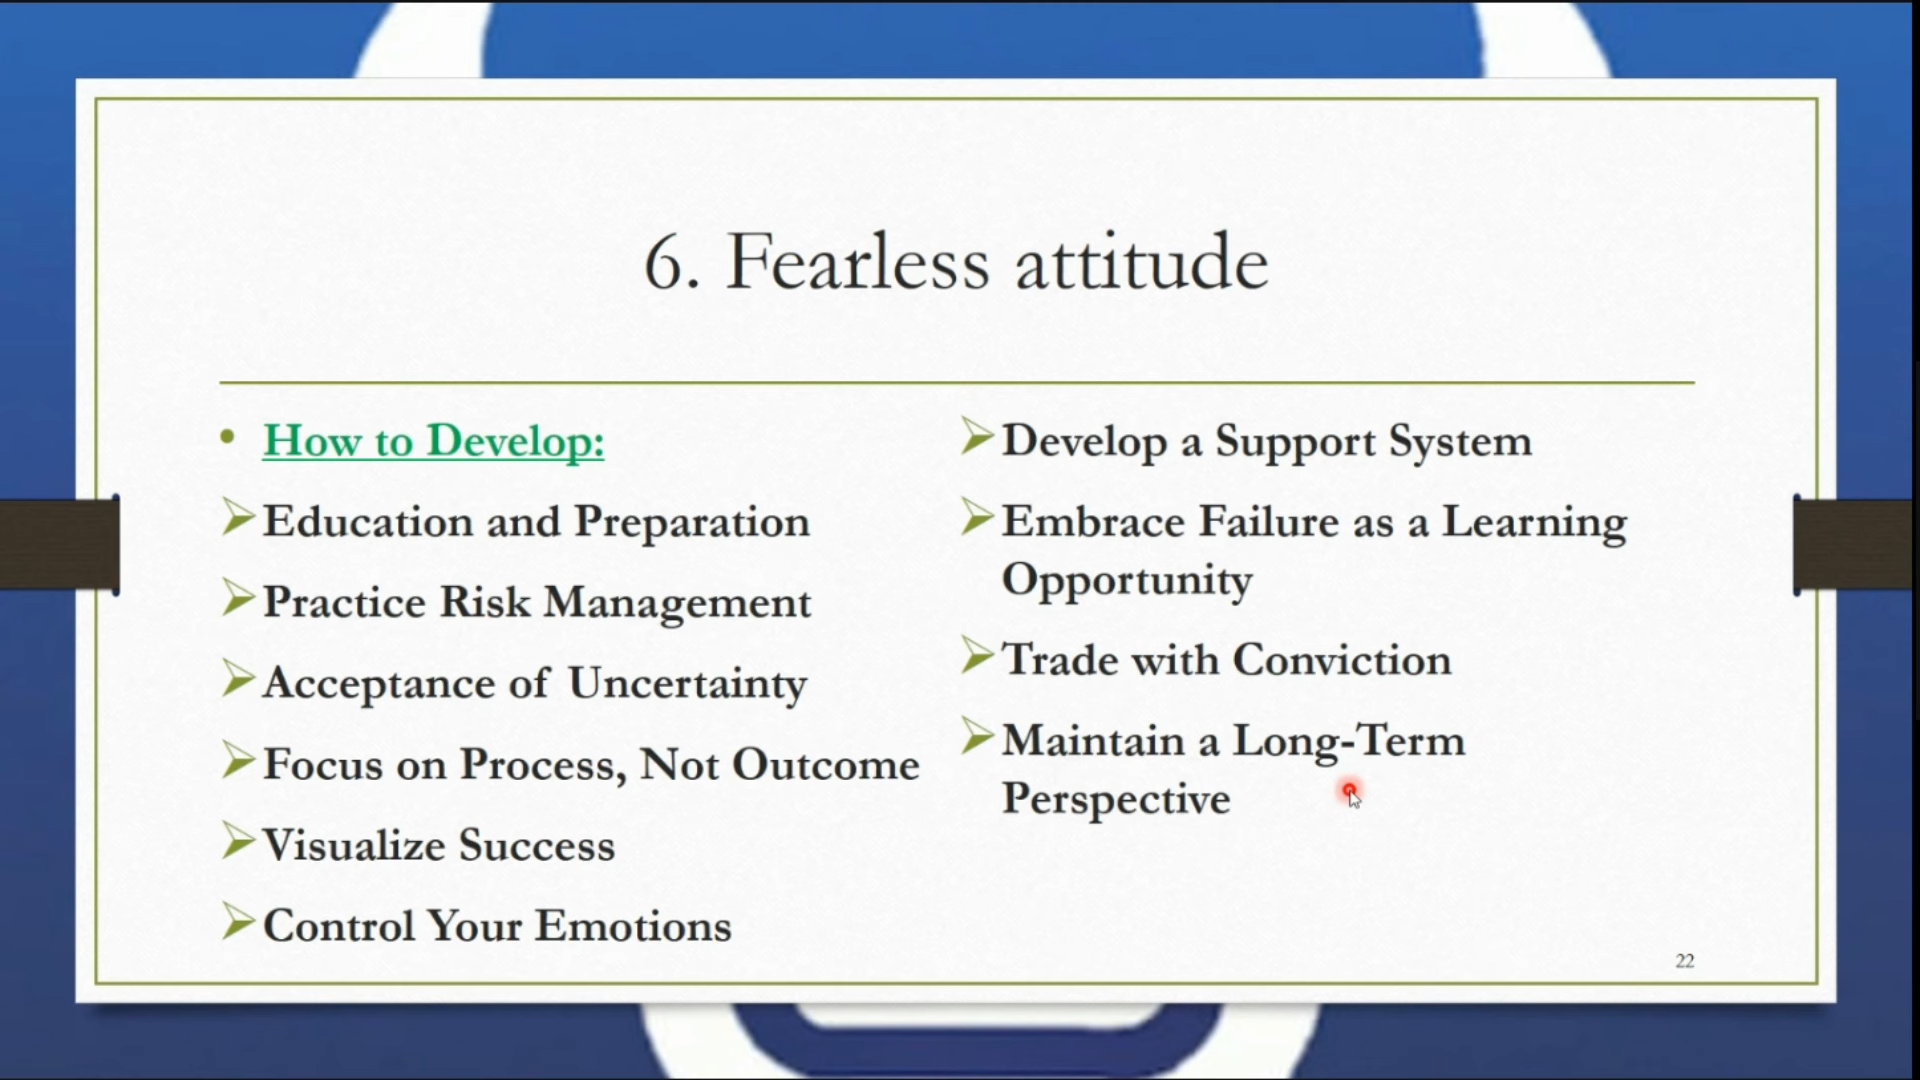 6. Fearless attitude
• How to Develop:
Education and Preparation
Practice Risk Management
Acceptance of Uncertainty
Focus on Process, Not Outcome
Visualize Success
Control Your Emotions
Develop a Support System
Embrace Failure as a Learning
Opportunity
Trade with Conviction
Maintain a Long-Term
Perspective
22